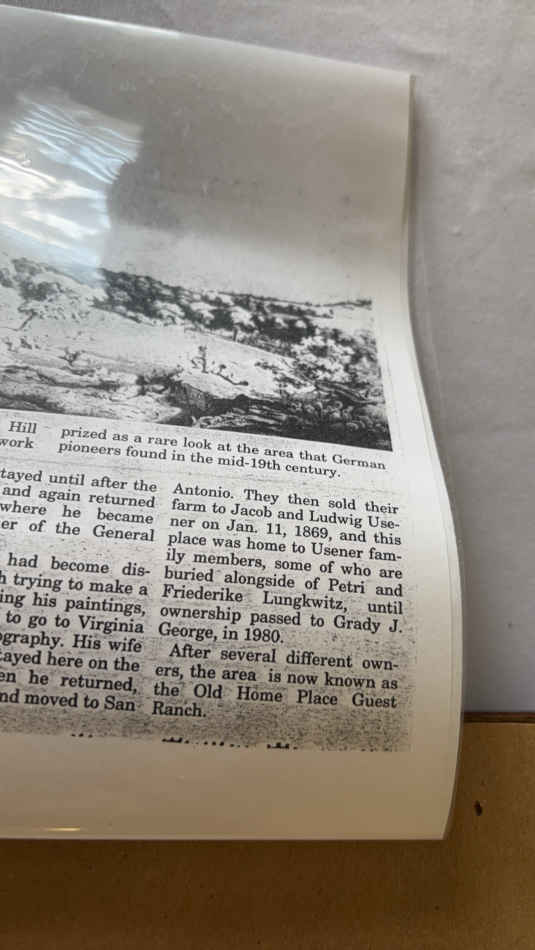 Hill
work
prized as a rare look at the area that German
pioneers found in the mid-19th century.
tayed until after the
and again returned
where he became
er of the General
had become dis-
h trying to make a
ing his paintings,
to go to Virginia
ography. His wife
tayed here on the
en he returned,
nd moved to San
Antonio. They then sold their
farm to Jacob and Ludwig Use-
ner on Jan. 11, 1869, and this
place was home to Usener fam-
ily members, some of who are
buried alongside of Petri and
Friederike Lungkwitz, until
ownership passed to Grady J.
George, in 1980.
After several different own-
ers, the area is now known as
the Old Home Place Guest
Ranch.